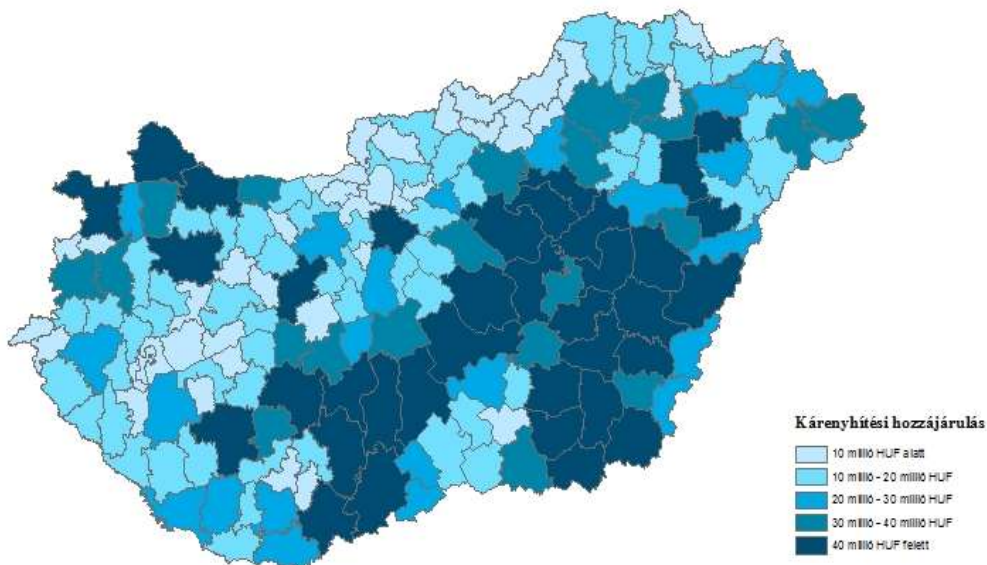 Kárenyhítési hozzájárulás
10 millió HUF alatt
10 millió - 20 millió HUF
20 millió - 30 millió HUF
30 millió - 40 millió HUF
40 millió HUF felett